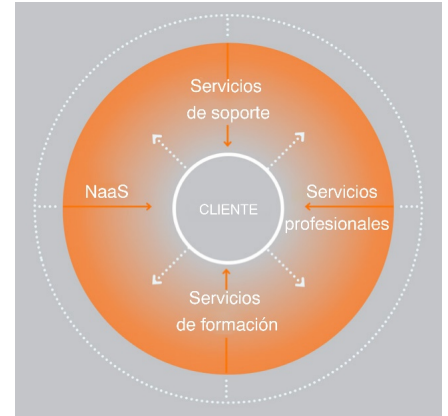 Servicios
de soporte
NaaS
CLIENTE
Servicios
profesionales
Servicios
de formación